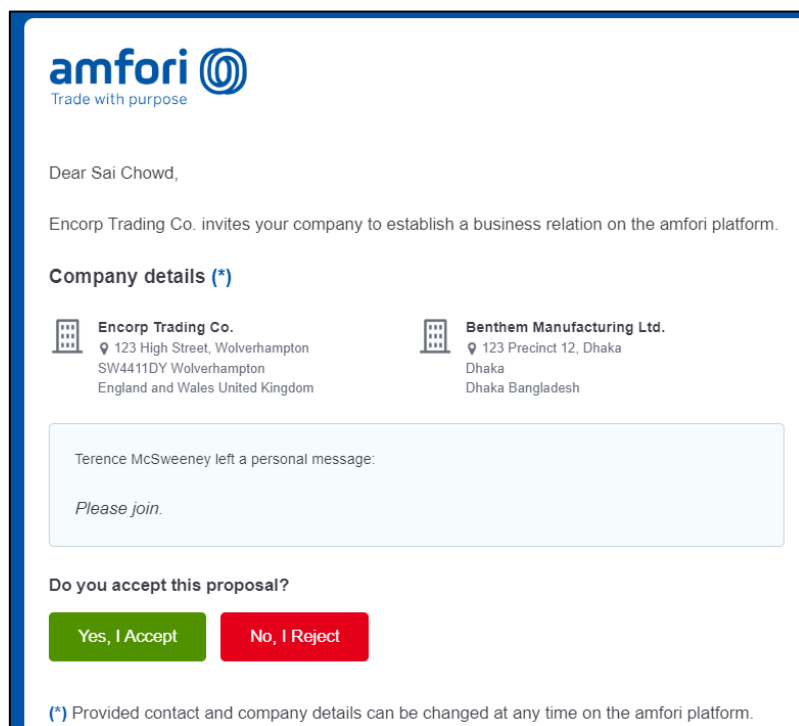 amfori
Trade with purpose
Dear Sai Chowd,
Encorp Trading Co. invites your company to establish a business relation on the amfori platform.
Company details (*)
Encorp Trading Co.
123 High Street, Wolverhampton
SW4411DY Wolverhampton
England and Wales United Kingdom
Benthem Manufacturing Ltd.
123 Precinct 12, Dhaka
Dhaka
Dhaka Bangladesh
Terence McSweeney left a personal message:
Please join.
Do you accept this proposal?
Yes, I Accept
No, I Reject
(*) Provided contact and company details can be changed at any time on the amfori platform.